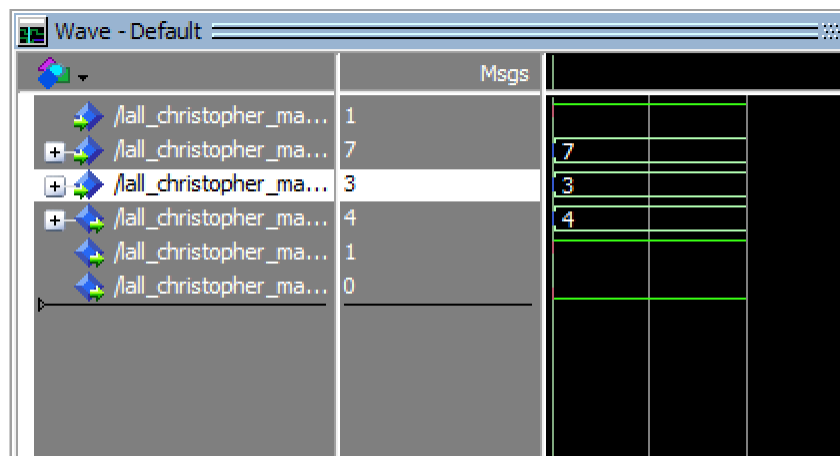 Wave - Default
Msgs
/lall_christopher_ma... 1
/lall_christopher_ma... 7 7
/lall_christopher_ma... 3 3
/lall_christopher_ma... 4 4
/lall_christopher_ma... 1
/lall_christopher_ma... 0